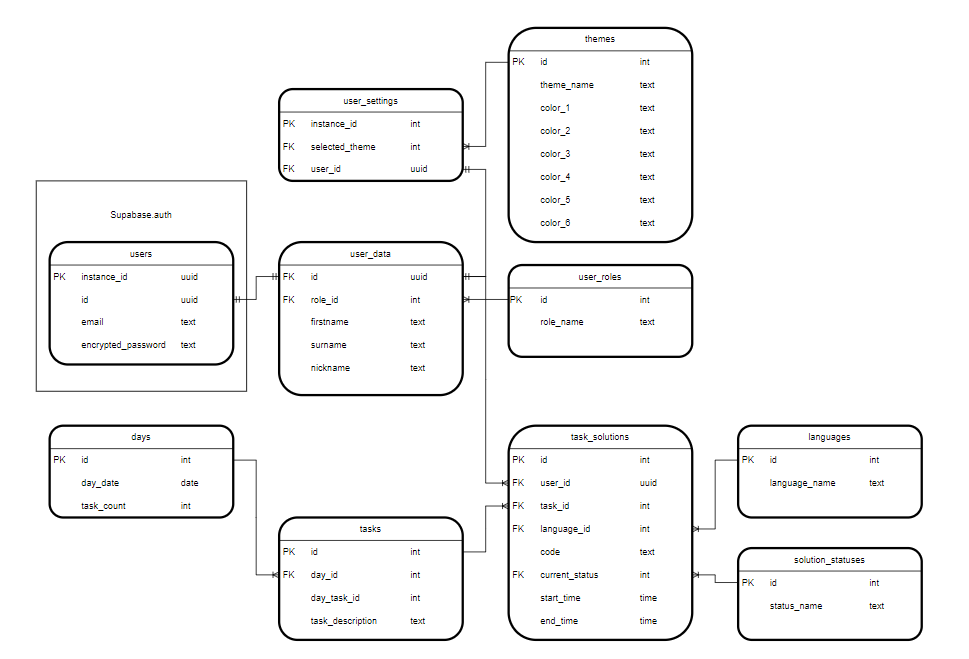 themes
PK id int
theme_name text
color_1 text
color_2 text
color_3 text
color_4 text
color_5 text
color_6 text
user_settings
PK instance_id int
FK selected_theme int
FK user_id uuid
Supabase.auth
users
PK instance_id uuid
id uuid
email text
encrypted_password text
user_data
FK id uuid
FK role_id int
firstname text
surname text
nickname text
user_roles
PK id int
role_name text
days
PK id int
day_date date
task_count int
tasks
PK id int
FK day_id int
day_task_id int
task_description text
task_solutions
PK id int
FK user_id uuid
FK task_id int
FK language_id int
code text
FK current_status int
start_time time
end_time time
languages
PK id int
language_name text
solution_statuses
PK id int
status_name text